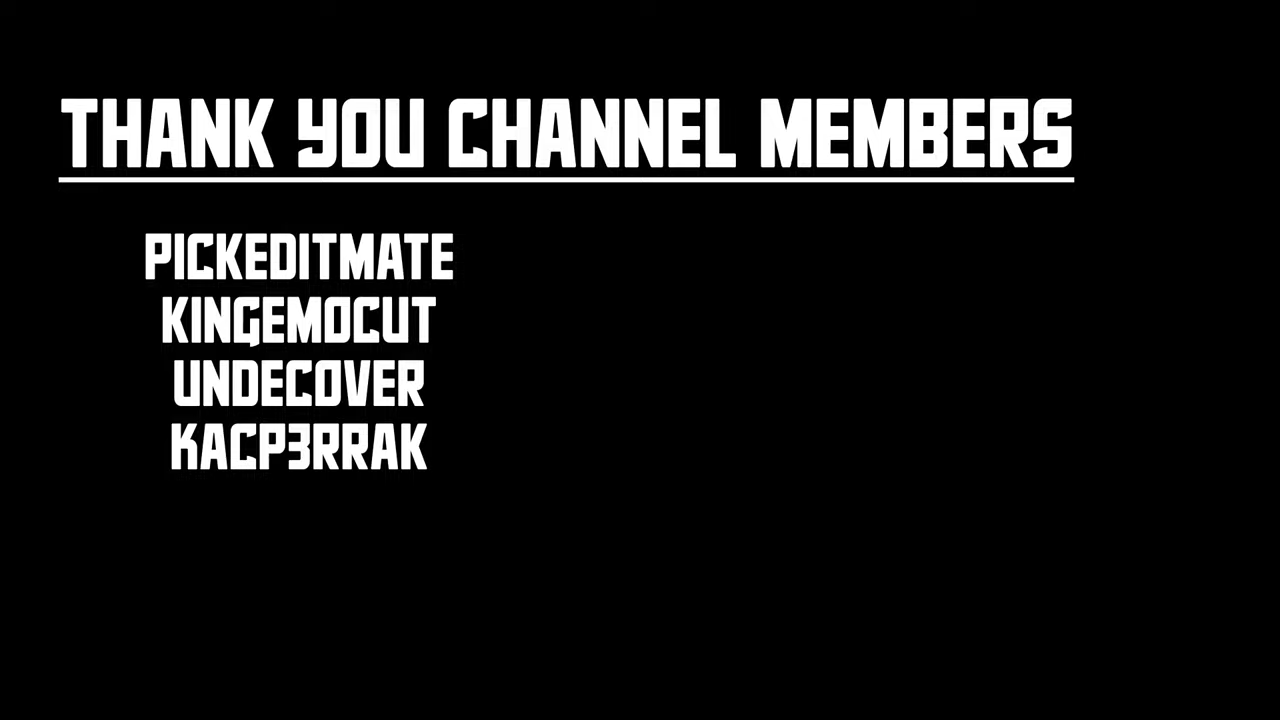 THANK YOU CHANNEL MEMBERS
PICKEDITMATE
KINGEMOCUT
UNDECOVER
KACP3RRAK